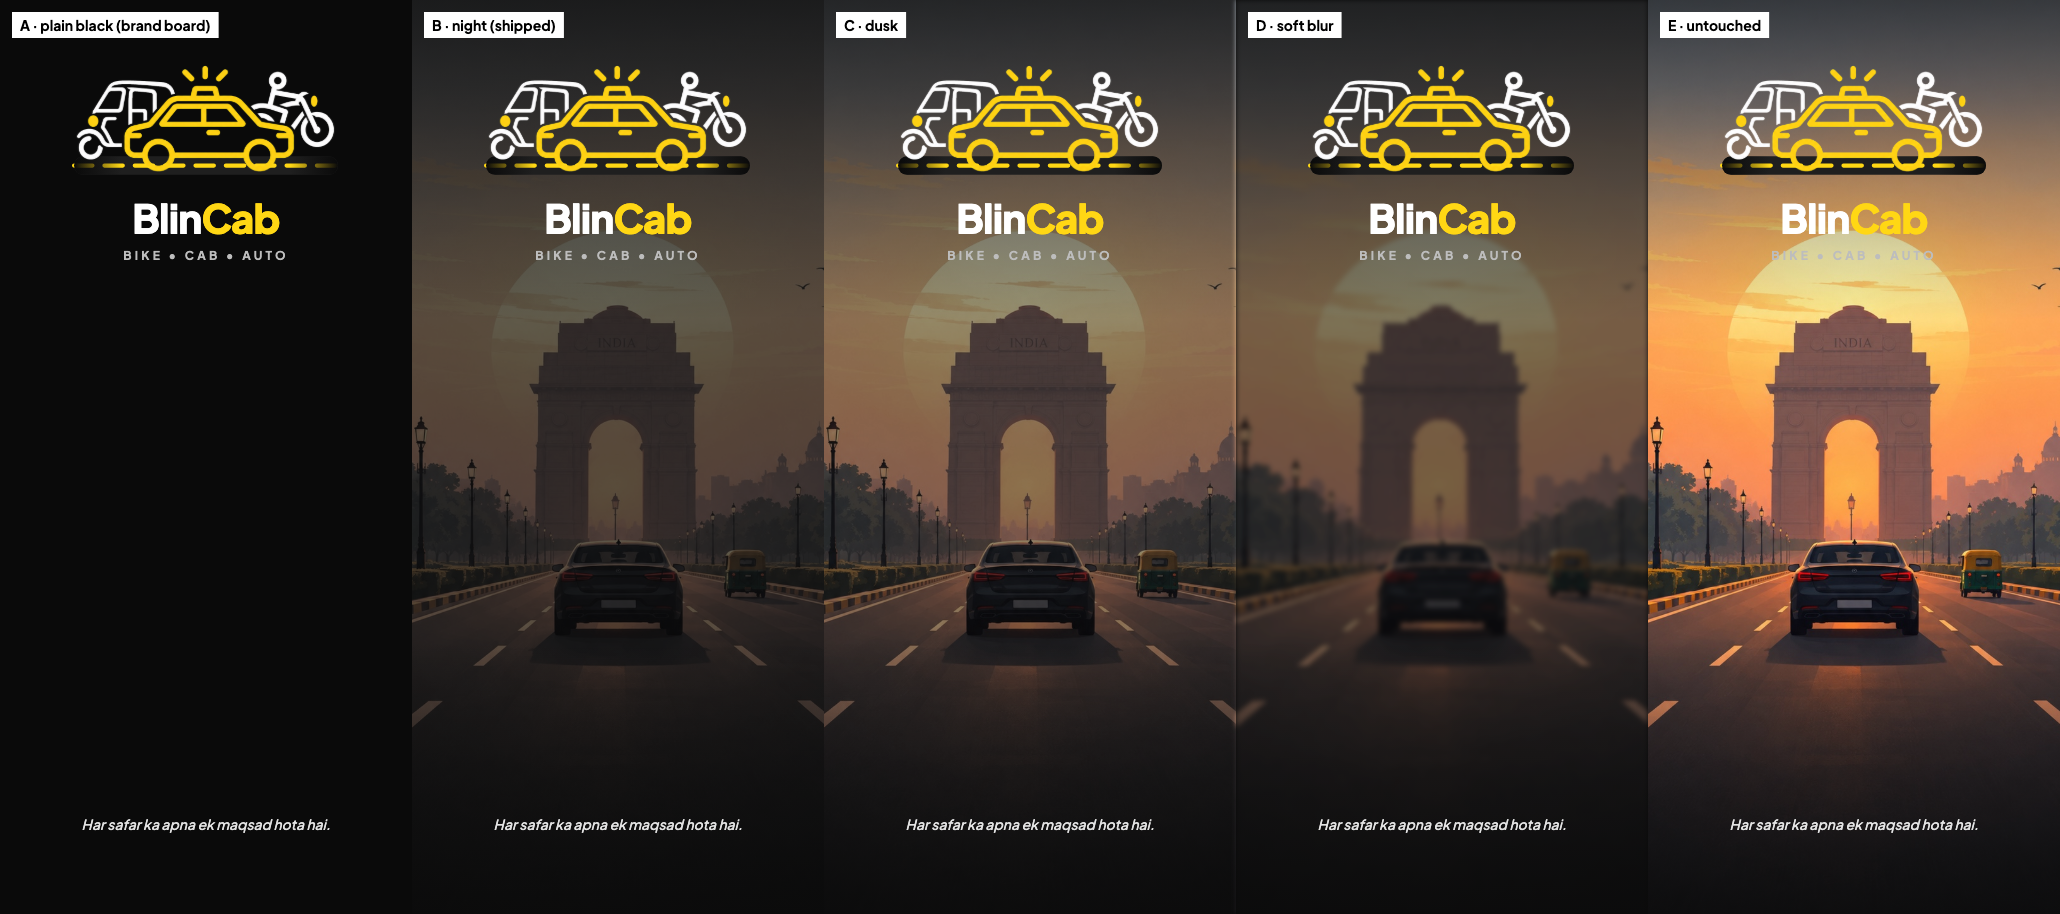 A · plain black (brand board)
BlinCab
BIKE • CAB • AUTO
Har safar ka apna ek maqsad hota hai.
B · night (shipped)
BlinCab
BIKE • CAB • AUTO
INDIA
Har safar ka apna ek maqsad hota hai.
C · dusk
BlinCab
BIKE • CAB • AUTO
INDIA
Har safar ka apna ek maqsad hota hai.
D · soft blur
BlinCab
BIKE • CAB • AUTO
Har safar ka apna ek maqsad hota hai.
E · untouched
BlinCab
BIKE • CAB • AUTO
INDIA
Har safar ka apna ek maqsad hota hai.